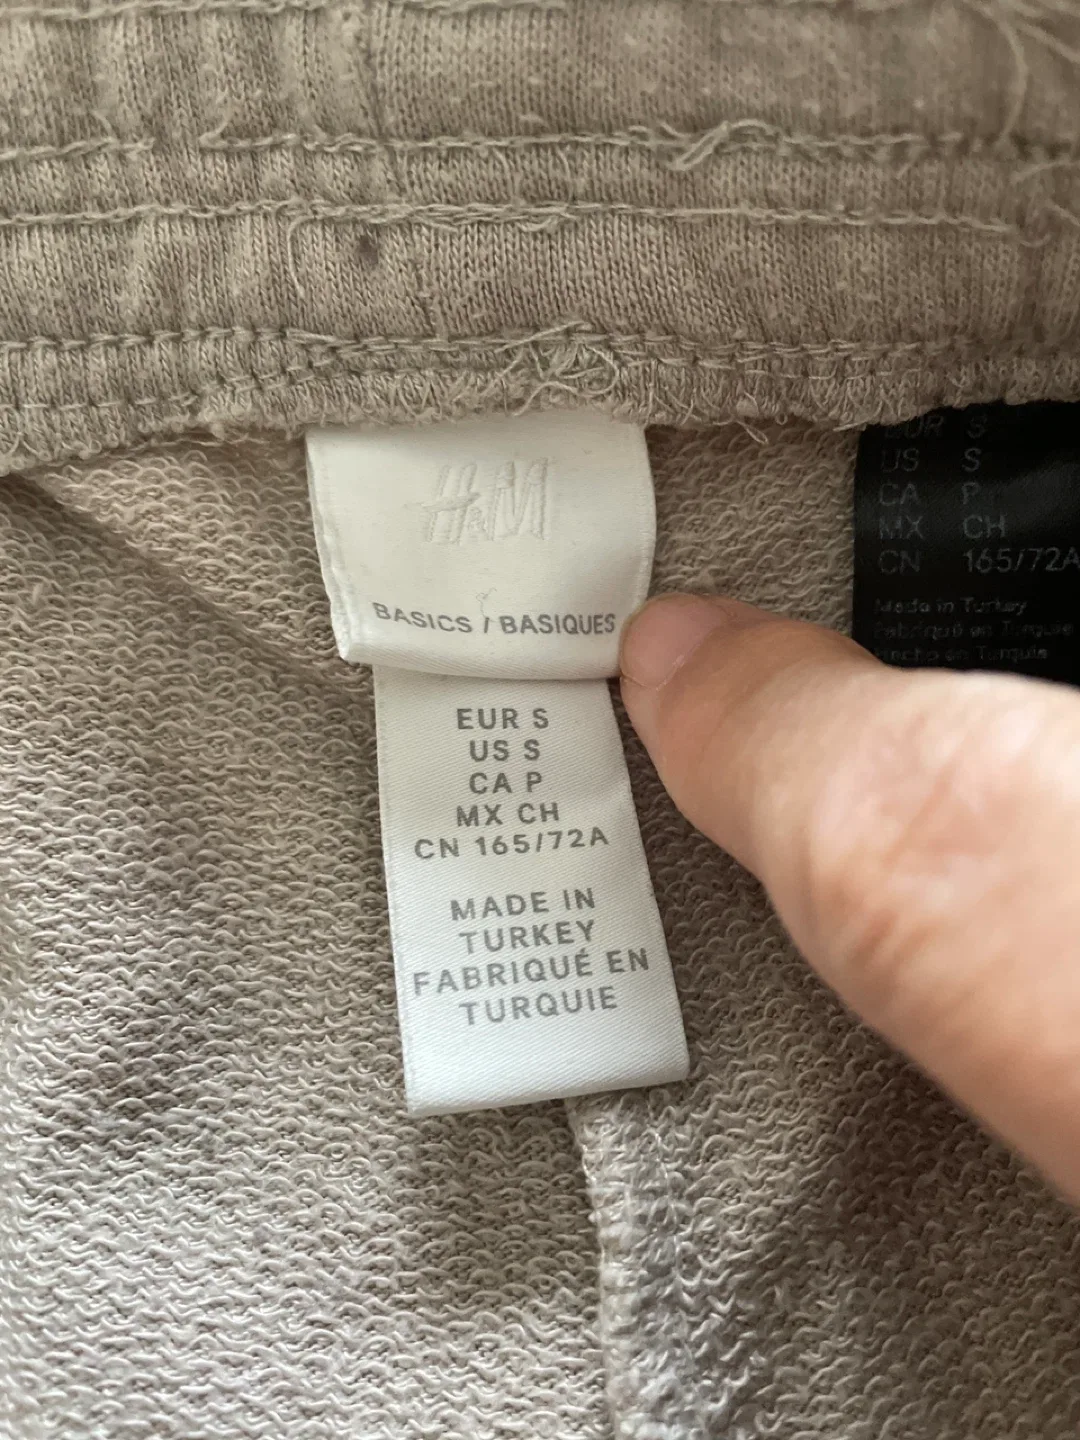 H&M
BASICS / BASIQUES
EUR S
US S
CA P
MX CH
CN 165/72A
MADE IN
TURKEY
FABRIQUÉ EN
TURQUIE
EUR S
US S
CA P
MX CH
CN 165/72A
Made in Turkey
Fabriqué en Turquie
Hecho en Turquía